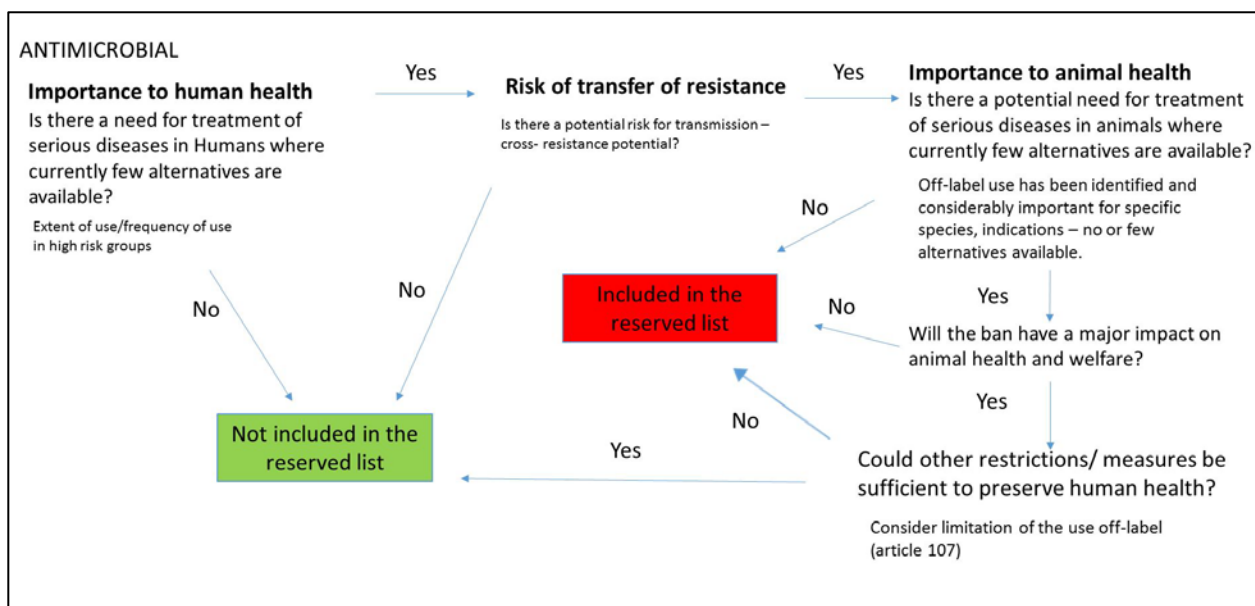 ANTIMICROBIAL
Importance to human health
Is there a need for treatment of
serious diseases in Humans where
currently few alternatives are
available?
Extent of use/frequency of use
in high risk groups
Yes
Risk of transfer of resistance
Is there a potential risk for transmission –
cross- resistance potential?
Yes
Importance to animal health
Is there a potential need for treatment
of serious diseases in animals where
currently few alternatives are available?
Off-label use has been identified and
considerably important for specific
species, indications – no or few
alternatives available.
No
No
No
Included in the
reserved list
No
Yes
Will the ban have a major impact on
animal health and welfare?
Yes
Not included in the
reserved list
Yes
No
Could other restrictions/ measures be
sufficient to preserve human health?
Consider limitation of the use off-label
(article 107)